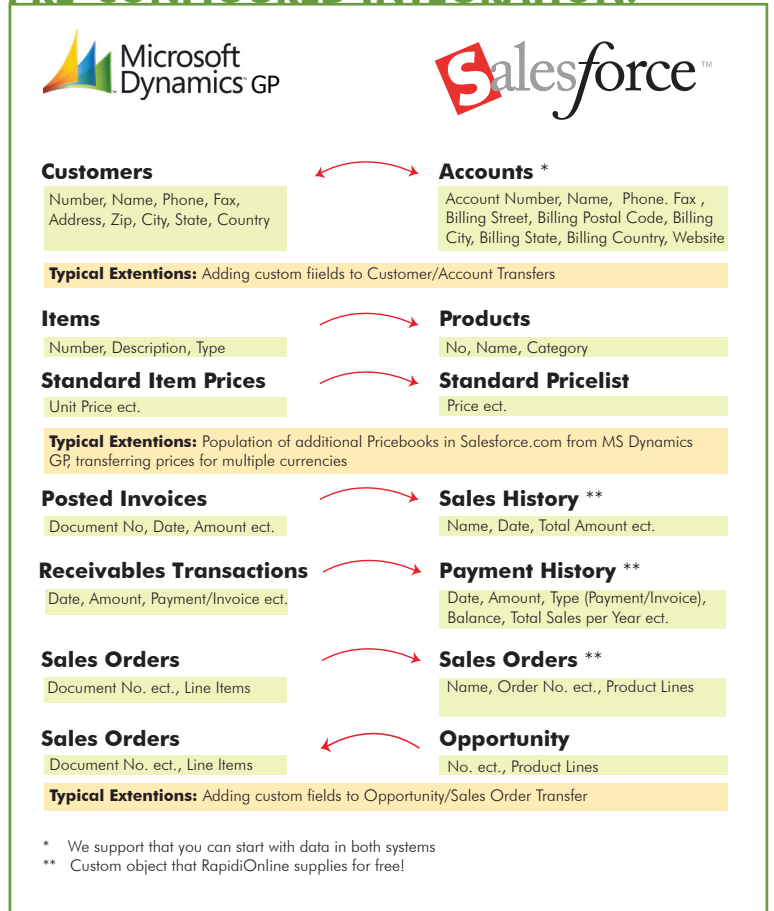 PRE-CONFIGURED INTEGRATION:
Microsoft
Dynamics GP
Salesforce™
Customers
Accounts *
Number, Name, Phone, Fax,
Address, Zip, City, State, Country
Account Number, Name, Phone. Fax ,
Billing Street, Billing Postal Code, Billing
City, Billing State, Billing Country, Website
Typical Extentions: Adding custom fiields to Customer/Account Transfers
Items
Products
Number, Description, Type
No, Name, Category
Standard Item Prices
Standard Pricelist
Unit Price ect.
Price ect.
Typical Extentions: Population of additional Pricebooks in Salesforce.com from MS Dynamics
GP, transferring prices for multiple currencies
Posted Invoices
Sales History **
Document No, Date, Amount ect.
Name, Date, Total Amount ect.
Receivables Transactions
Payment History **
Date, Amount, Payment/Invoice ect.
Date, Amount, Type (Payment/Invoice),
Balance, Total Sales per Year ect.
Sales Orders
Sales Orders **
Document No. ect., Line Items
Name, Order No. ect., Product Lines
Sales Orders
Opportunity
Document No. ect., Line Items
No. ect., Product Lines
Typical Extentions: Adding custom fields to Opportunity/Sales Order Transfer
* We support that you can start with data in both systems
** Custom object that RapidiOnline supplies for free!